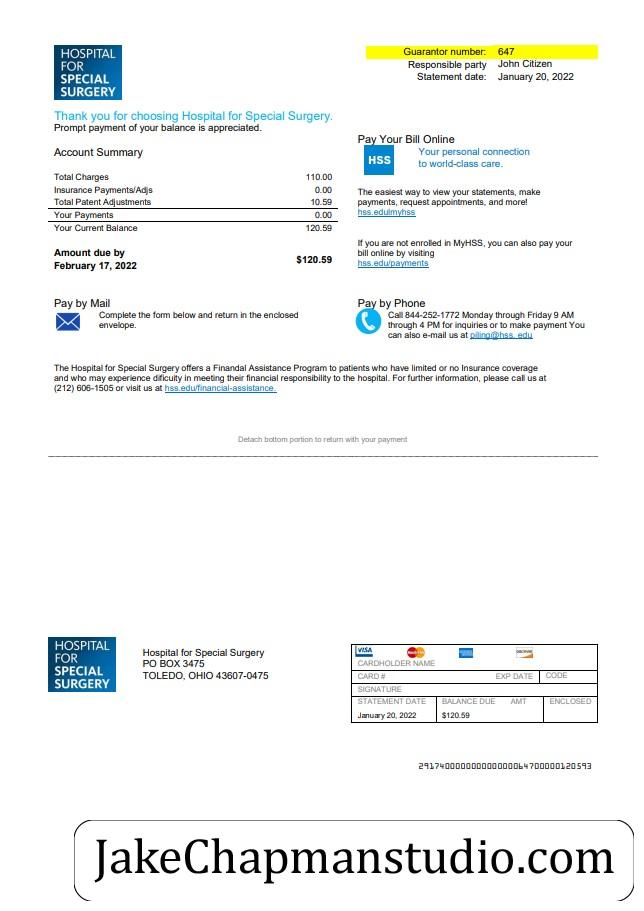 HOSPITAL
FOR
SPECIAL
SURGERY
Guarantor number: 647
Responsible party John Citizen
Statement date: January 20, 2022
Thank you for choosing Hospital for Special Surgery.
Prompt payment of your balance is appreciated.
Account Summary
Total Charges 110.00
Insurance Payments/Adjs 0.00
Total Patent Adjustments 10.59
Your Payments 0.00
Your Current Balance 120.59
Amount due by
February 17, 2022 $120.59
Pay Your Bill Online
HSS
Your personal connection
to world-class care.
The easiest way to view your statements, make
payments, request appointments, and more!
hss.edulmyhss
If you are not enrolled in MyHSS, you can also pay your
bill online by visiting
hss.edu/payments
Pay by Mail
Complete the form below and return in the enclosed
envelope.
Pay by Phone
Call 844-252-1772 Monday through Friday 9 AM
through 4 PM for inquiries or to make payment You
can also e-mail us at piling@hss. edu
The Hospital for Special Surgery offers a Finandal Assistance Program to patients who have limited or no Insurance coverage
and who may experience dificuity in meeting their financial responsibility to the hospital. For further information, please call us at
(212) 606-1505 or visit us at hss.edu/financial-assistance.
Detach bottom portion to return with your payment
HOSPITAL
FOR
SPECIAL
SURGERY
Hospital for Special Surgery
PO BOX 3475
TOLEDO, OHIO 43607-0475
VISA MasterCard DISCOVER
CARDHOLDER NAME
CARD # EXP DATE CODE
SIGNATURE
STATEMENT DATE BALANCE DUE AMT ENCLOSED
January 20, 2022 $120.59
291740000000000000064700000120593
JakeChapmanstudio.com